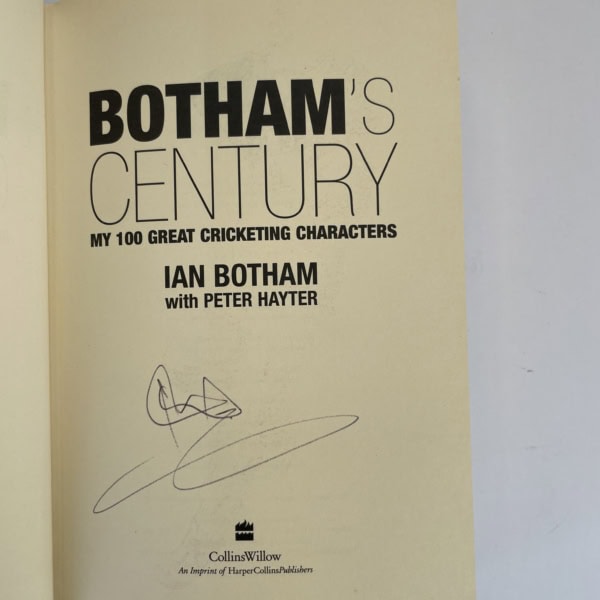 BOTHAM'S
CENTURY
MY 100 GREAT CRICKETING CHARACTERS
IAN BOTHAM
with PETER HAYTER
CollinsWillow
An Imprint of HarperCollinsPublishers